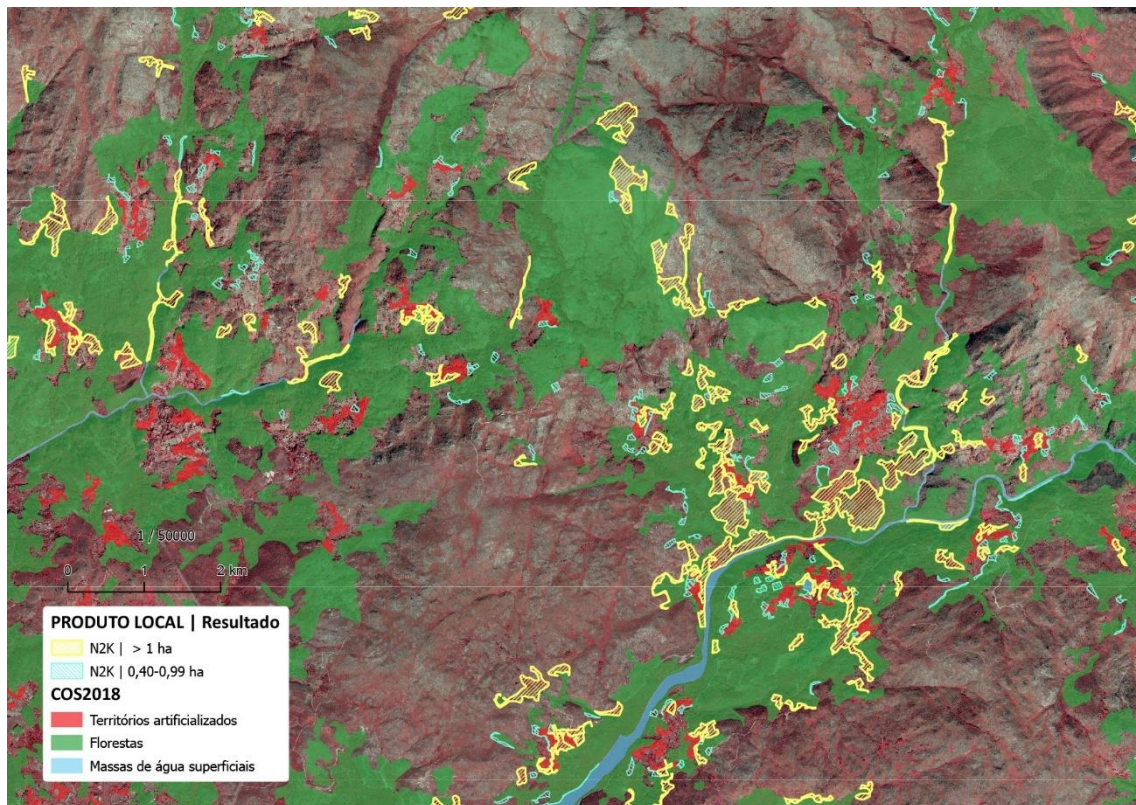 1 / 50000
0 1 2 km
PRODUTO LOCAL | Resultado
N2K | > 1 ha
N2K | 0,40-0,99 ha
COS2018
Territórios artificializados
Florestas
Massas de água superficiais